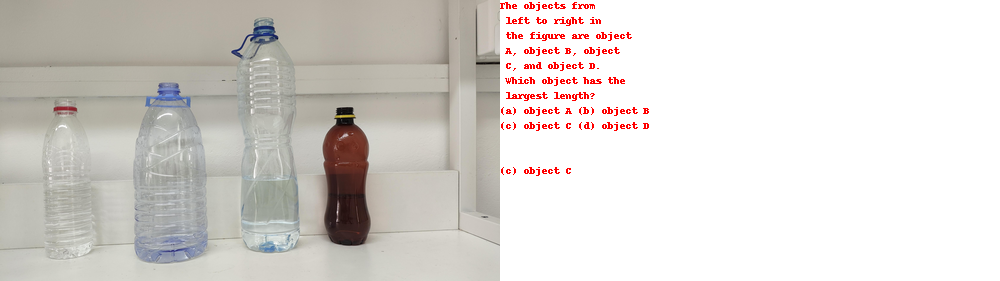 The objects from
left to right in
the figure are object
A, object B, object
C, and object D.
Which object has the
largest length?
(a) object A (b) object B
(c) object C (d) object D
(c) object C